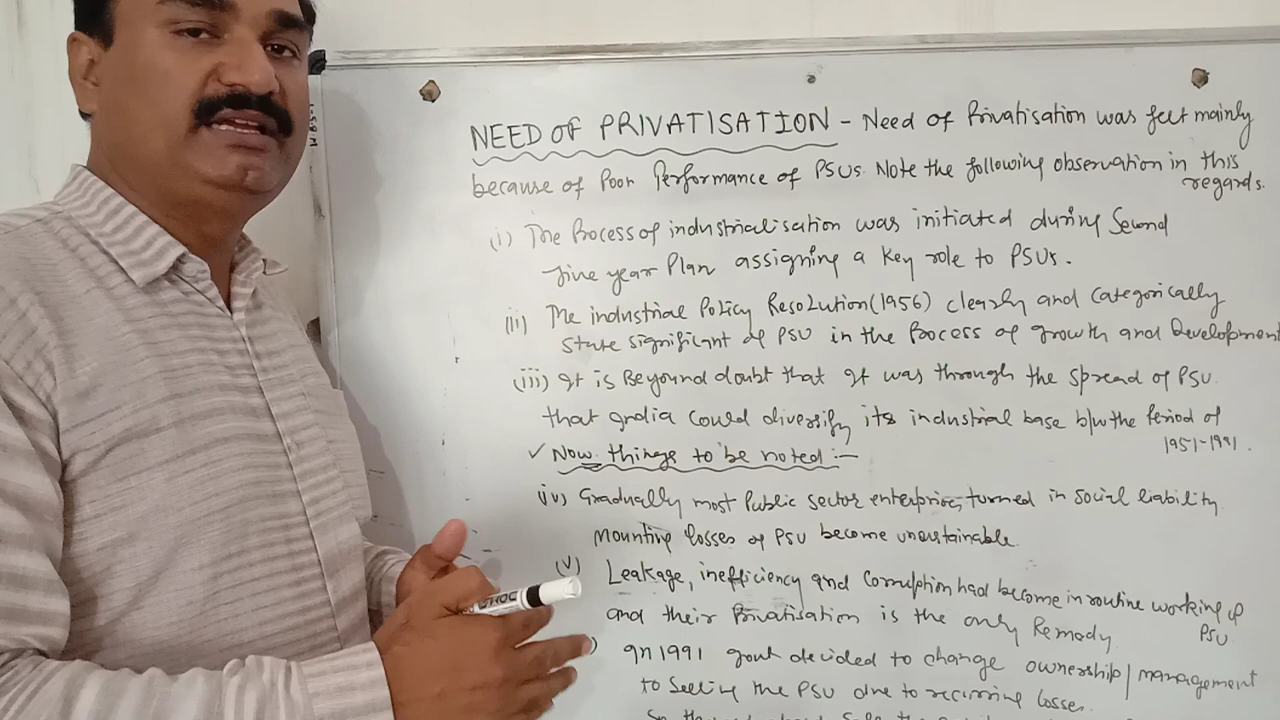 NEED OF PRIVATISATION - Need of Privatisation was feet mainly
because of Poor Performance of PSUs. Note the following observation in this
regards.
(i) The Process of industrialisation was initiated during Second
five year Plan assigning a key role to PSUs.
(ii) The industrial Policy Resolution (1956) clearly and Categorically
State significant of PSU in the Process of growth and Development
(iii) It is Beyound doubt that It was through the spread of PSU.
that India could diversify its industrial base b/w the Period of
1951-1991.
✓ Now things to be noted :-
iv) Gradually most Public sector enterprises turned in social liability
mounting losses of PSU become unsustainable.
(v) Leakage, inefficiency and Corruption had become in routine working of
PSU
and their Privatisation is the only Remedy.
) In 1991 govt decided to change ownership/management
to Selling the PSU due to recurring losses.